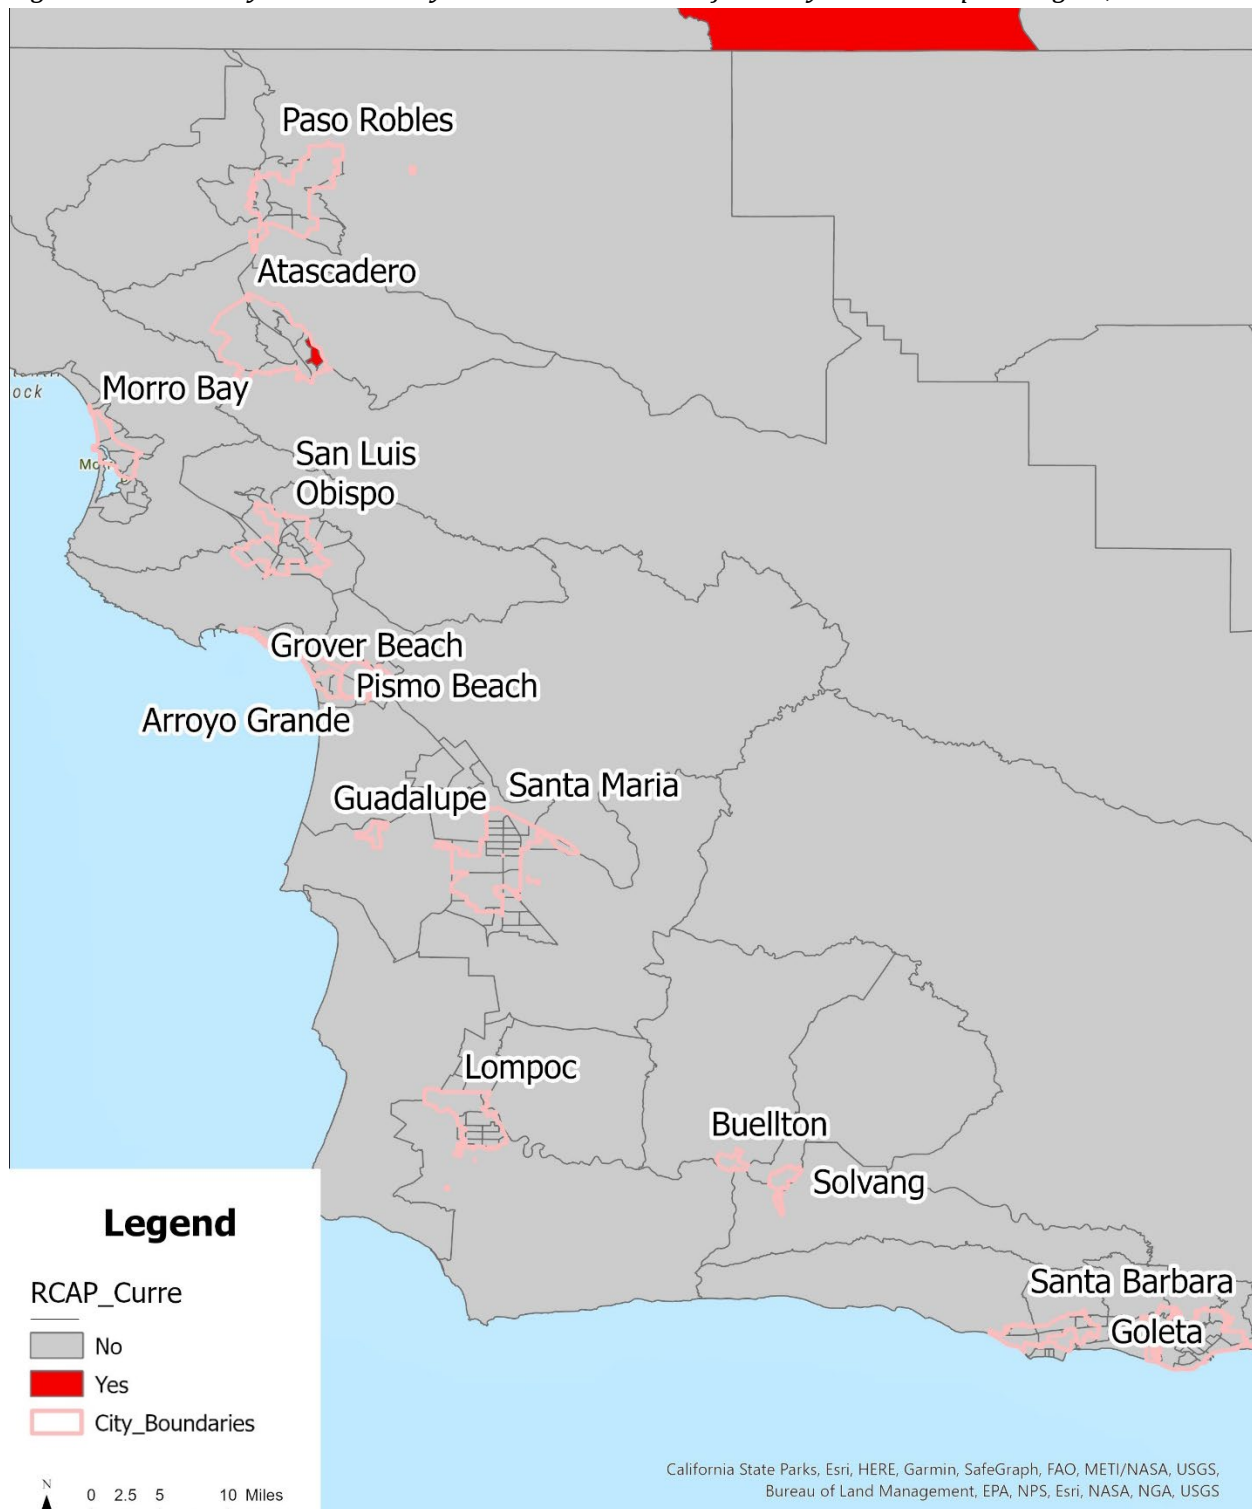 Paso Robles
Atascadero
ock
Morro Bay
San Luis
Obispo
Grover Beach
Pismo Beach
Arroyo Grande
Santa Maria
Guadalupe
Lompoc
Buellton
Solvang
Santa Barbara
Goleta
Legend
RCAP_Curre
No
Yes
City_Boundaries
N
0 2.5 5 10 Miles
California State Parks, Esri, HERE, Garmin, SafeGraph, FAO, METI/NASA, USGS,
Bureau of Land Management, EPA, NPS, Esri, NASA, NGA, USGS